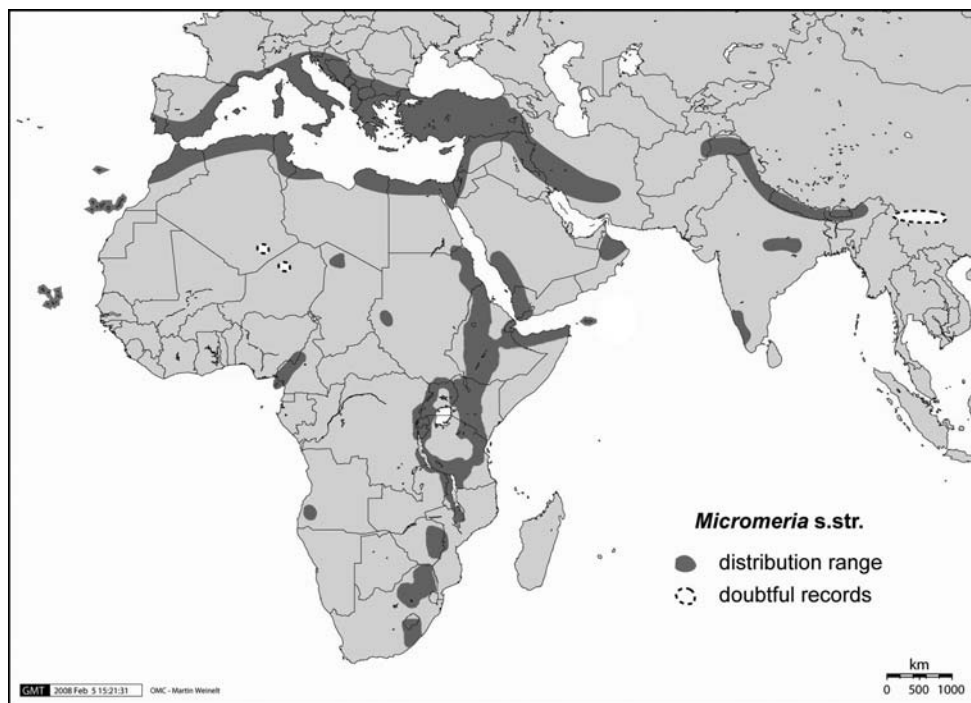 Micromeria s.str.
distribution range
doubtful records
km
0 500 1000
GMT 2008 Feb 5 15:21:31 OMC - Martin Weinelt